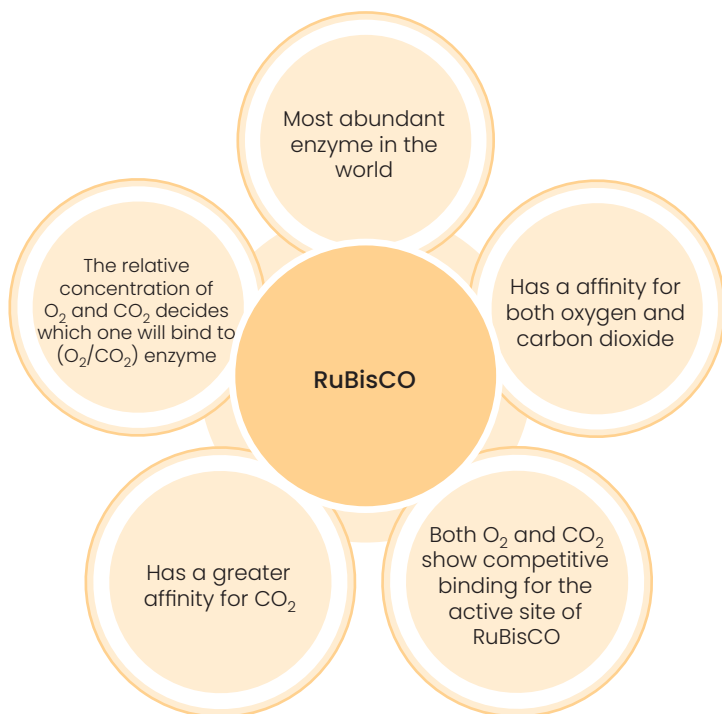 Most abundant
enzyme in the
world
Has a affinity for
both oxygen and
carbon dioxide
Both O₂ and CO₂
show competitive
binding for the
active site of
RuBisCO
Has a greater
affinity for CO₂
The relative
concentration of
O₂ and CO₂ decides
which one will bind to
(O₂/CO₂) enzyme
RuBisCO